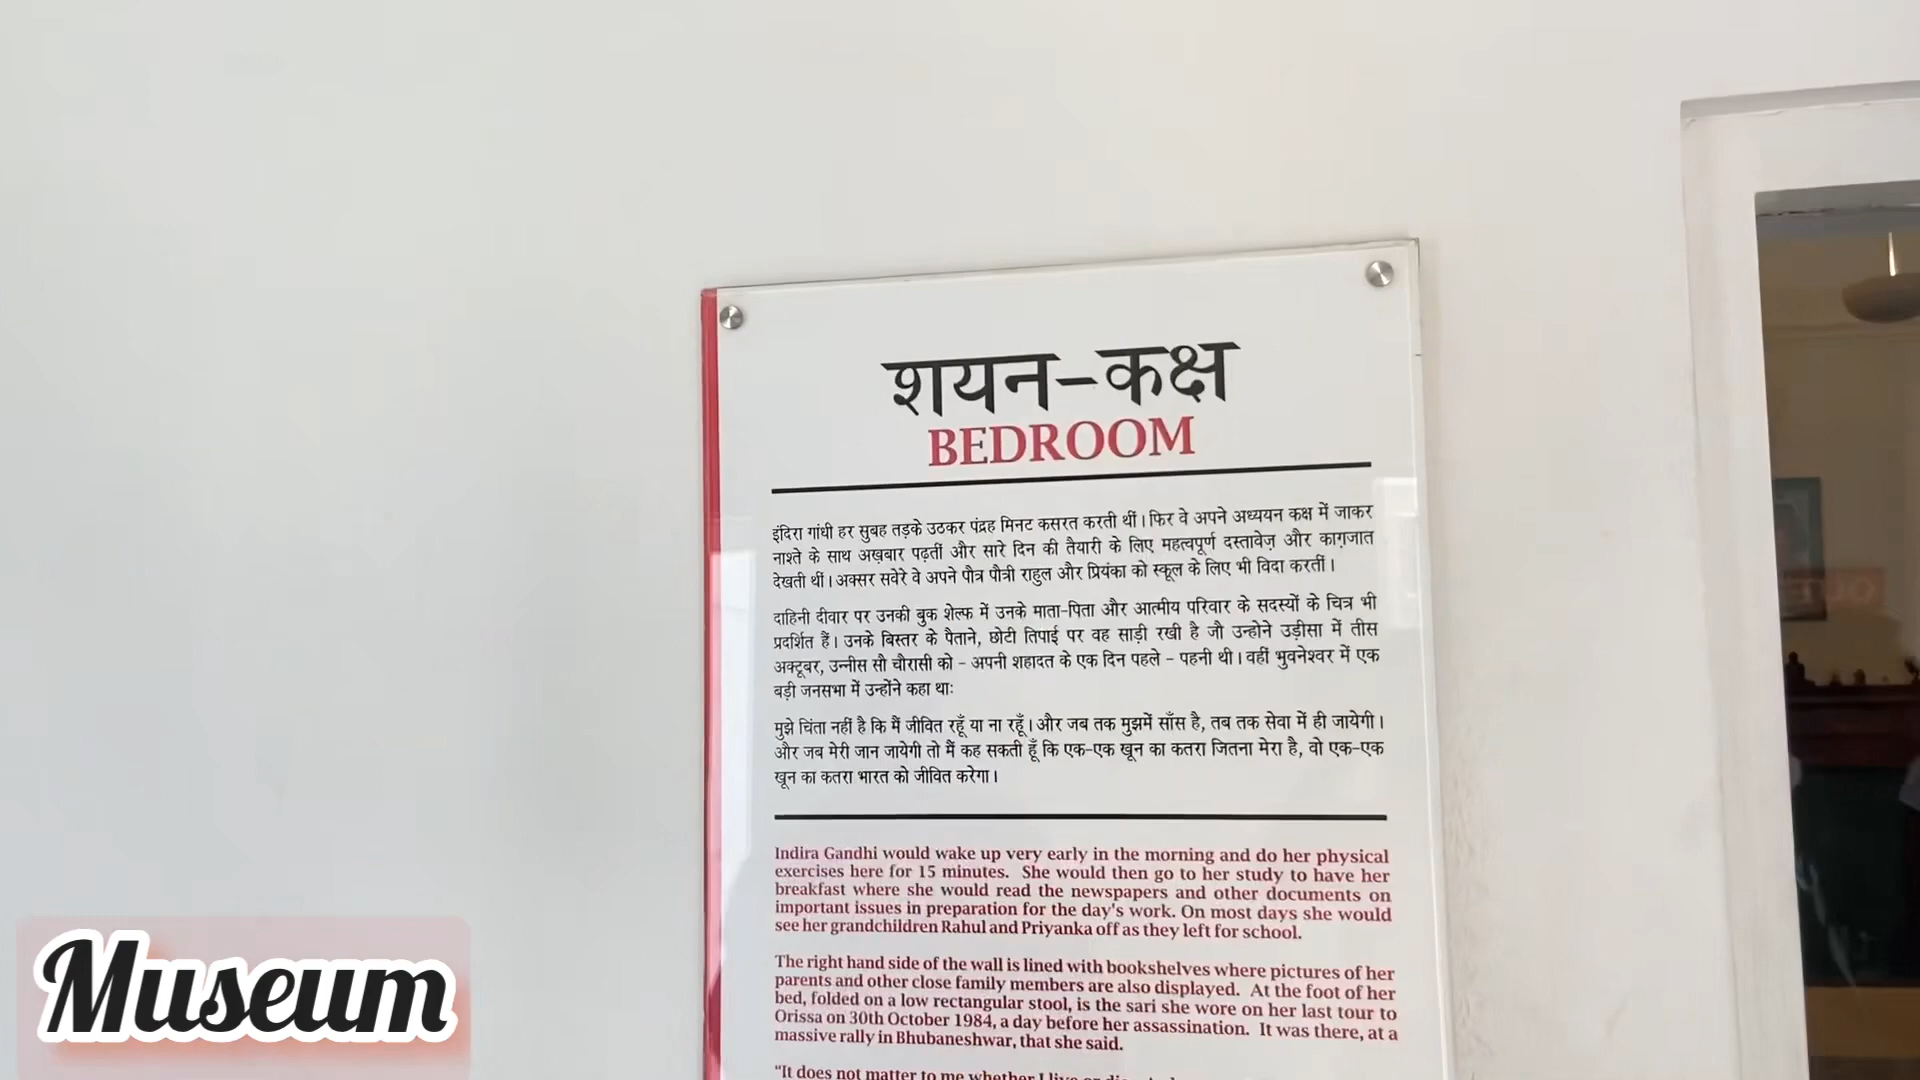 शयन-कक्ष
BEDROOM
इंदिरा गांधी हर सुबह तड़के उठकर पंद्रह मिनट कसरत करती थीं। फिर वे अपने अध्ययन कक्ष में जाकर
नाश्ते के साथ अख़बार पढ़तीं और सारे दिन की तैयारी के लिए महत्वपूर्ण दस्तावेज़ और काग़जात
देखती थीं। अक्सर सवेरे वे अपने पौत्र पौत्री राहुल और प्रियंका को स्कूल के लिए भी विदा करतीं।
दाहिनी दीवार पर उनकी बुक शेल्फ में उनके माता-पिता और आत्मीय परिवार के सदस्यों के चित्र भी
प्रदर्शित हैं। उनके बिस्तर के पैताने, छोटी तिपाई पर वह साड़ी रखी है जौ उन्होने उड़ीसा में तीस
अक्टूबर, उन्नीस सौ चौरासी को - अपनी शहादत के एक दिन पहले - पहनी थी। वहीं भुवनेश्वर में एक
बड़ी जनसभा में उन्होंने कहा थाः
मुझे चिंता नहीं है कि मैं जीवित रहूँ या ना रहूँ। और जब तक मुझमें साँस है, तब तक सेवा में ही जायेगी।
और जब मेरी जान जायेगी तो मैं कह सकती हूँ कि एक-एक खून का कतरा जितना मेरा है, वो एक-एक
खून का कतरा भारत को जीवित करेगा।
Indira Gandhi would wake up very early in the morning and do her physical
exercises here for 15 minutes. She would then go to her study to have her
breakfast where she would read the newspapers and other documents on
important issues in preparation for the day's work. On most days she would
see her grandchildren Rahul and Priyanka off as they left for school.
The right hand side of the wall is lined with bookshelves where pictures of her
parents and other close family members are also displayed. At the foot of her
bed, folded on a low rectangular stool, is the sari she wore on her last tour to
Orissa on 30th October 1984, a day before her assassination. It was there, at a
massive rally in Bhubaneshwar, that she said.
"It does not matter to me whether I live or
Museum